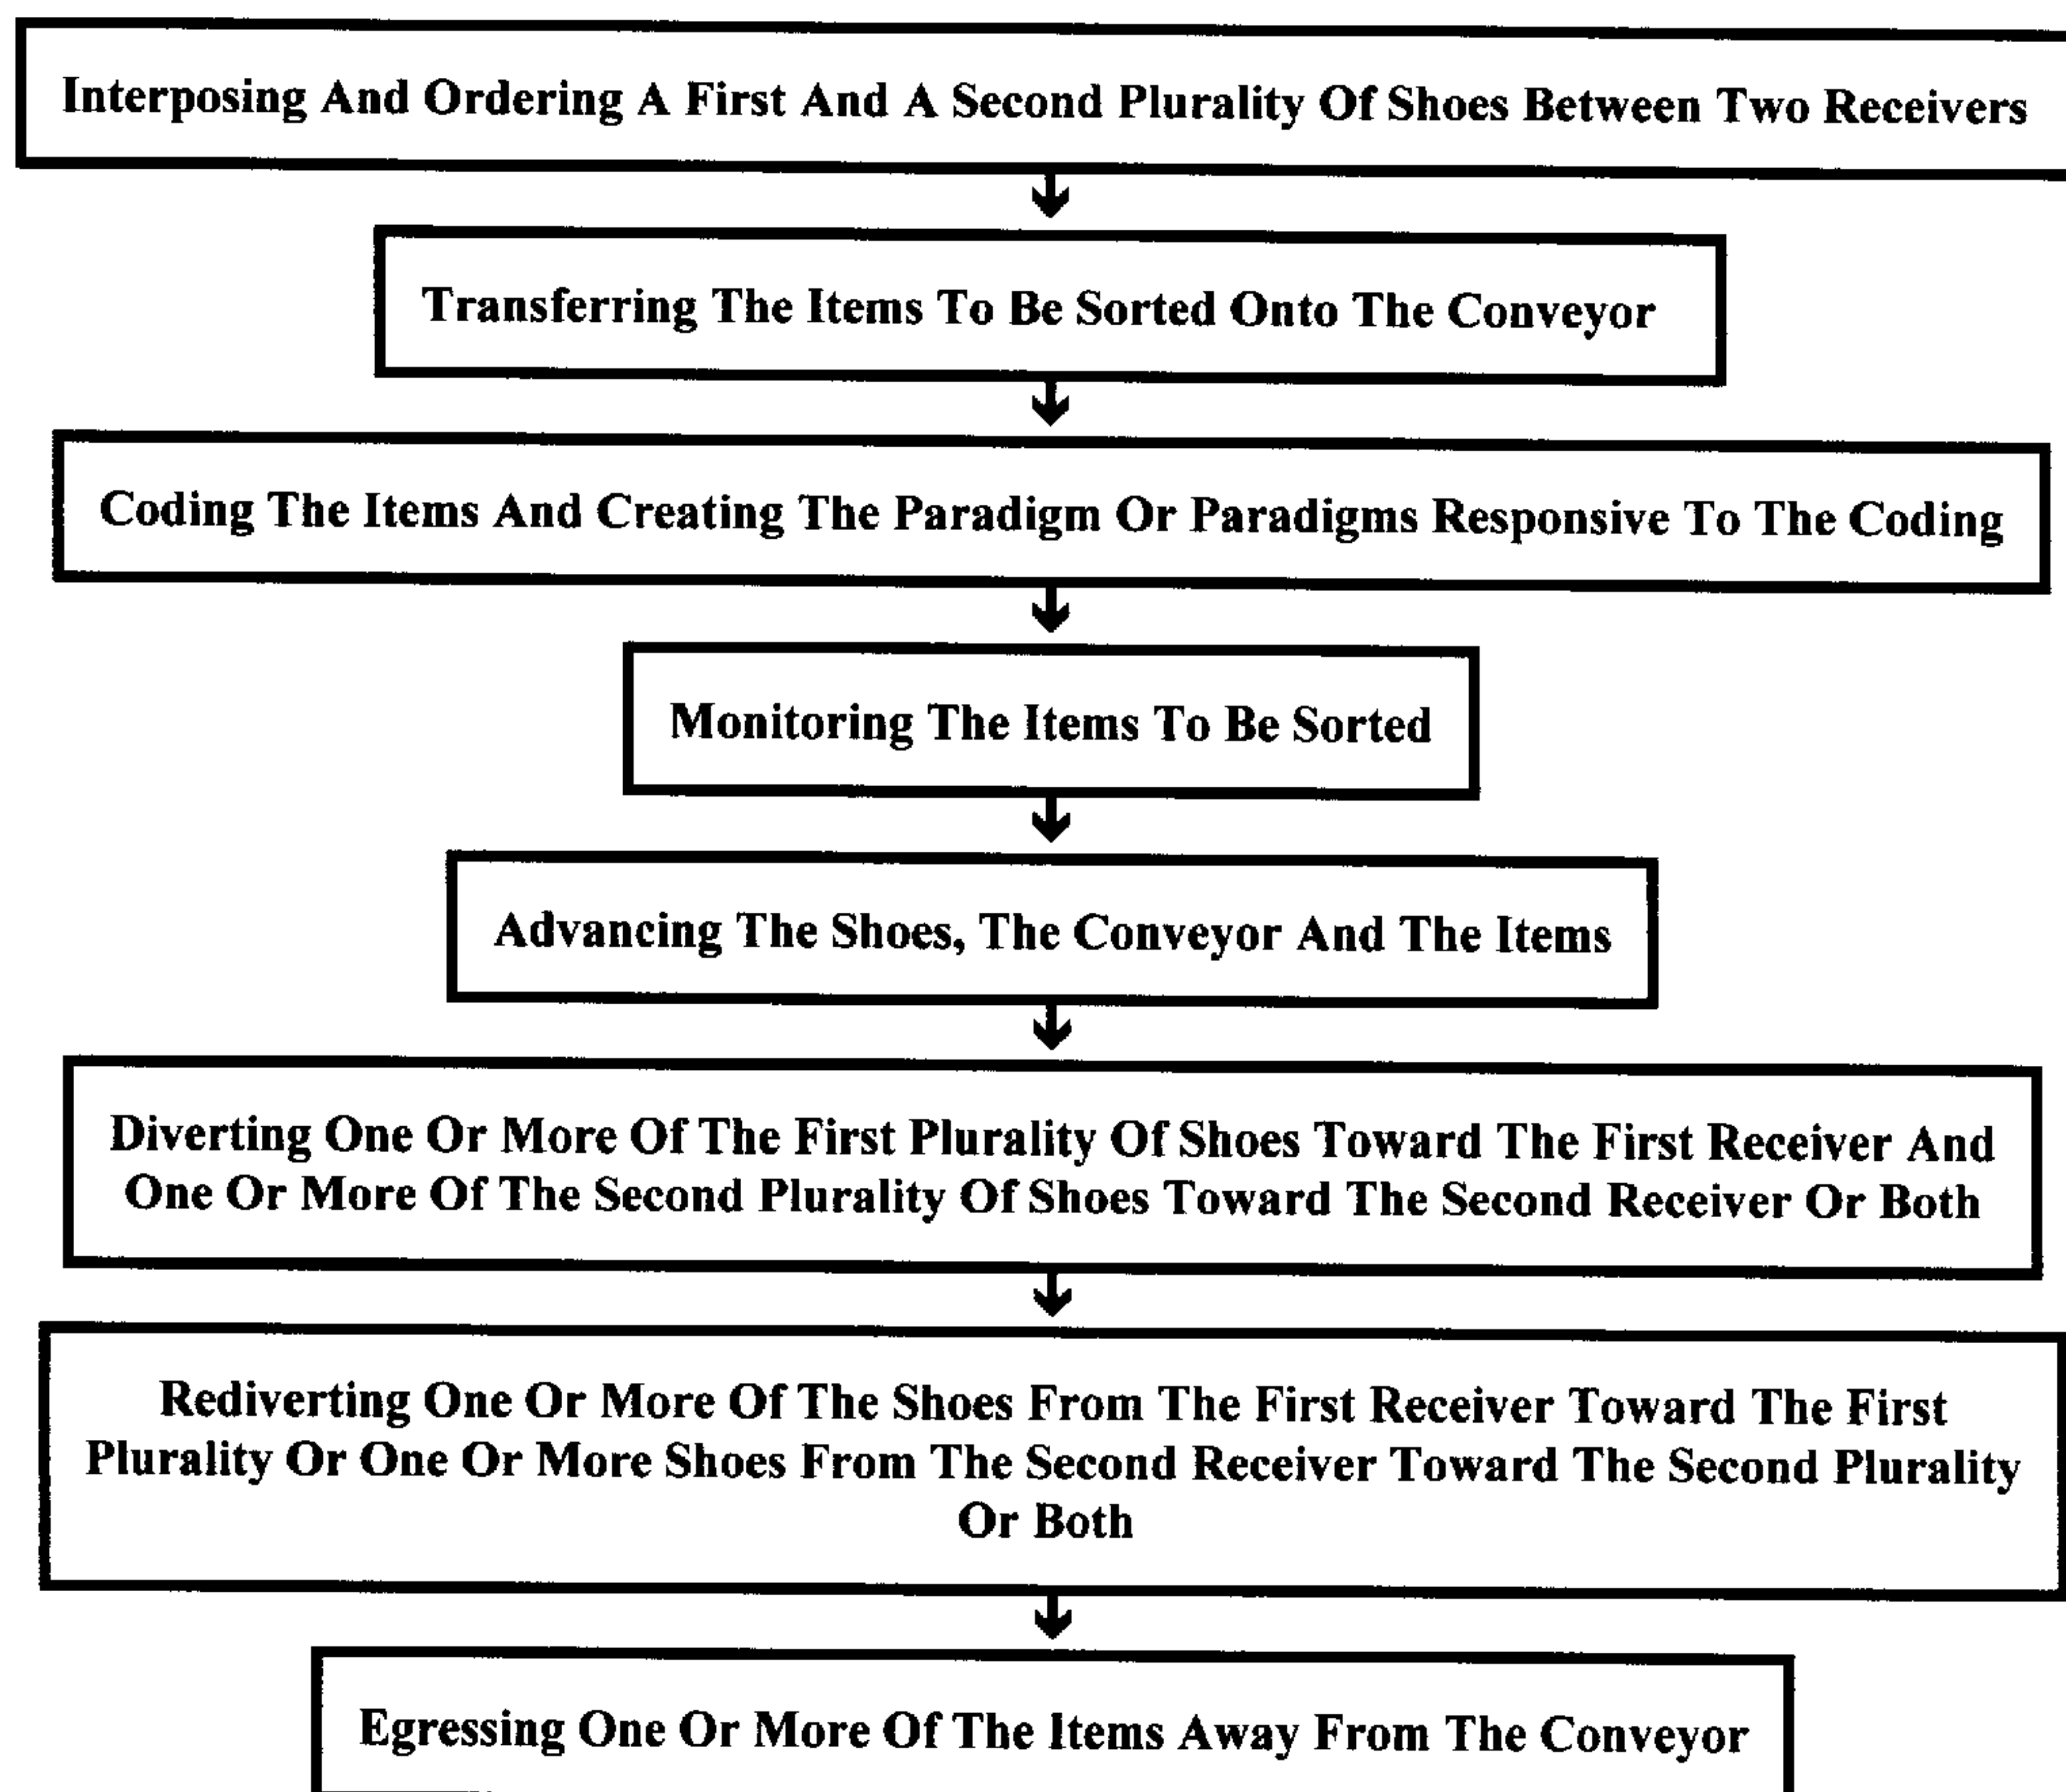 Interposing And Ordering A First And A Second Plurality Of Shoes Between Two Receivers
Transferring The Items To Be Sorted Onto The Conveyor
Coding The Items And Creating The Paradigm Or Paradigms Responsive To The Coding
Monitoring The Items To Be Sorted
Advancing The Shoes, The Conveyor And The Items
Diverting One Or More Of The First Plurality Of Shoes Toward The First Receiver And
One Or More Of The Second Plurality Of Shoes Toward The Second Receiver Or Both
Rediverting One Or More Of The Shoes From The First Receiver Toward The First
Plurality Or One Or More Shoes From The Second Receiver Toward The Second Plurality
Or Both
Egressing One Or More Of The Items Away From The Conveyor